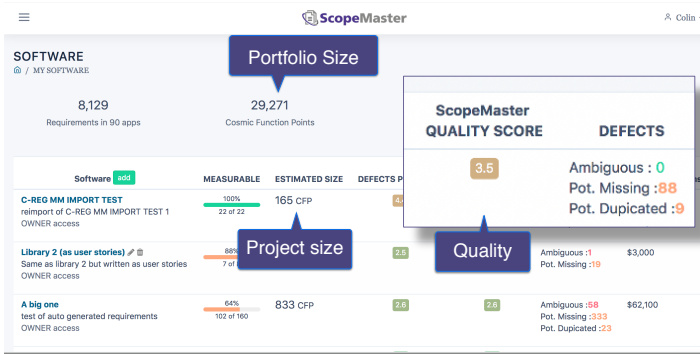 ScopeMaster
Colin
SOFTWARE
/ MY SOFTWARE
Portfolio Size
8,129
Requirements in 90 apps
29,271
Cosmic Function Points
ScopeMaster
QUALITY SCORE
DEFECTS
3.5
Ambiguous : 0
Pot. Missing :88
Pot. Dupicated :9
Software add
MEASURABLE
ESTIMATED SIZE
DEFECTS P
C-REG MM IMPORT TEST
reimport of C-REG MM IMPORT TEST 1
OWNER access
100%
22 of 22
165 CFP
Project size
Quality
Library 2 (as user stories)
Same as library 2 but written as user stories
OWNER access
88%
7 of
2.5
Ambiguous :1
Pot. Missing :19
$3,000
A big one
test of auto generated requirements
OWNER access
64%
102 of 160
833 CFP
2.6
2.6
Ambiguous :58
Pot. Missing :333
Pot. Dupicated :23
$62,100